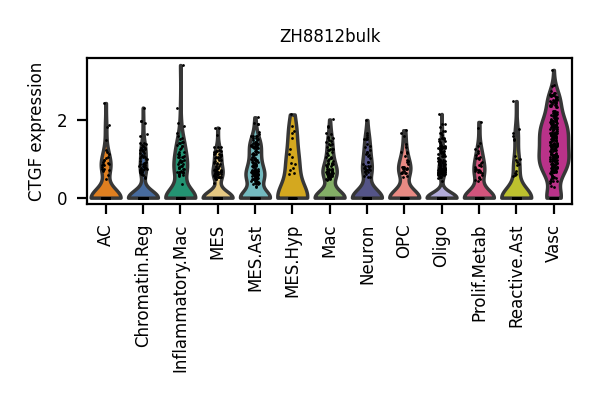 ZH8812bulk
CTGF expression
2
0
AC
Chromatin.Reg
Inflammatory.Mac
MES
MES.Ast
MES.Hyp
Mac
Neuron
OPC
Oligo
Prolif.Metab
Reactive.Ast
Vasc